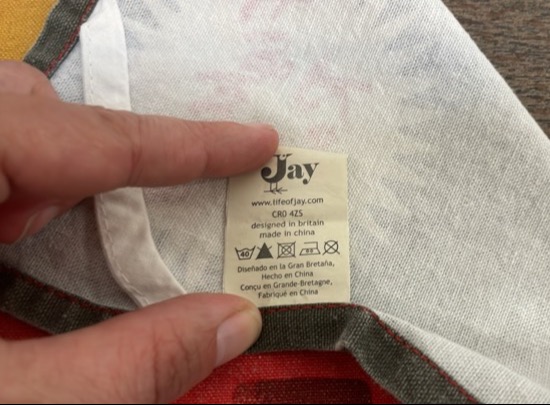 Jay
www.lifeofjay.com
CR0 4ZS
designed in britain
made in china
40
Diseñado en la Gran Bretaña,
Hecho en China
Conçu en Grande-Bretagne,
Fabriqué en China